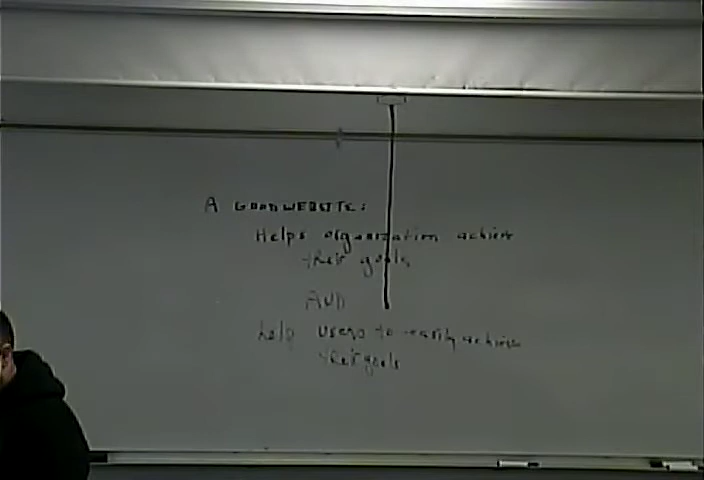 A GOOD WEBSITE:
Helps organization achieve
their goals
AND
help users to easily achieve
their goals